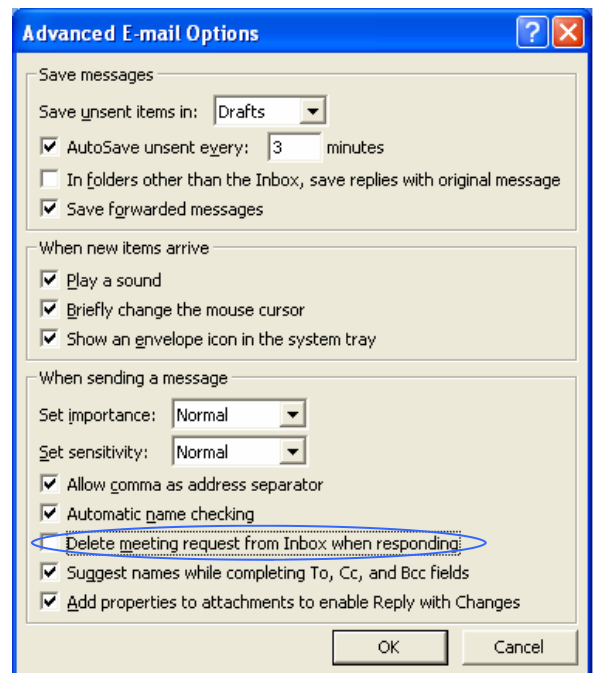 Advanced E-mail Options
Save messages
Save unsent items in: Drafts
AutoSave unsent every: 3 minutes
In folders other than the Inbox, save replies with original message
Save forwarded messages
When new items arrive
Play a sound
Briefly change the mouse cursor
Show an envelope icon in the system tray
When sending a message
Set importance: Normal
Set sensitivity: Normal
Allow comma as address separator
Automatic name checking
Delete meeting request from Inbox when responding
Suggest names while completing To, Cc, and Bcc fields
Add properties to attachments to enable Reply with Changes
OK Cancel